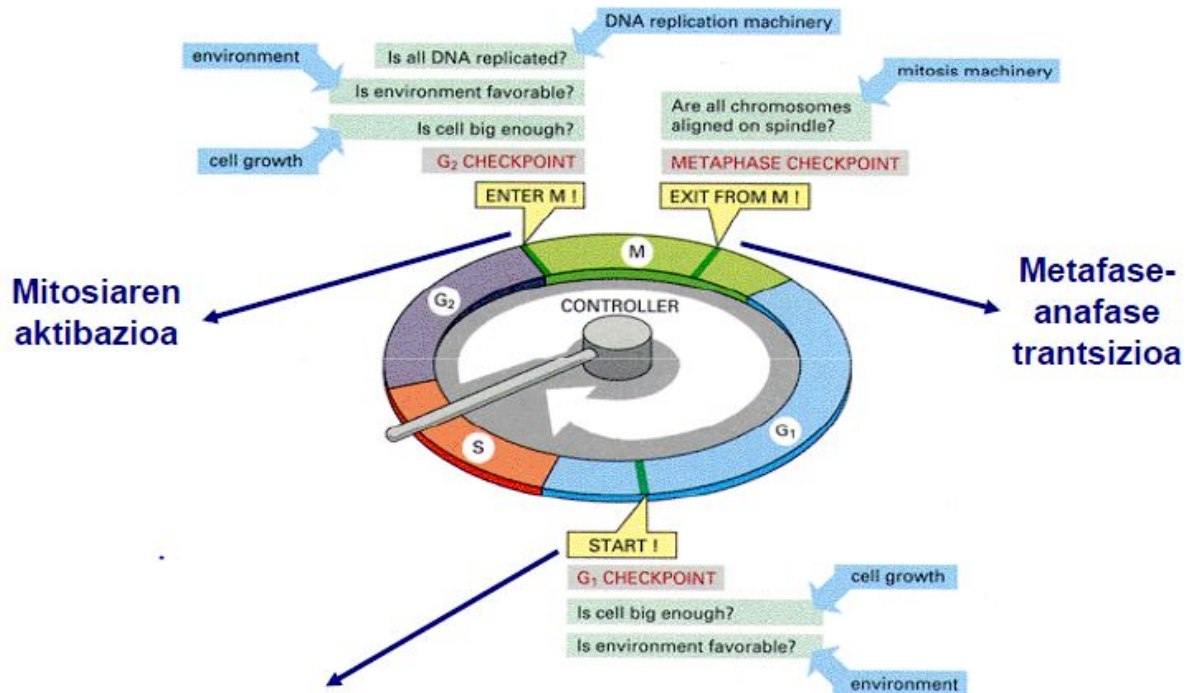 DNA replication machinery
environment
Is all DNA replicated?
mitosis machinery
Is environment favorable?
Are all chromosomes
aligned on spindle?
Is cell big enough?
cell growth
G₂ CHECKPOINT
METAPHASE CHECKPOINT
ENTER M !
EXIT FROM M !
M
Mitosiaren
aktibazioa
G₂
CONTROLLER
Metafase-
anafase
trantsizioa
S
G₁
START !
G₁ CHECKPOINT
cell growth
Is cell big enough?
Is environment favorable?
environment